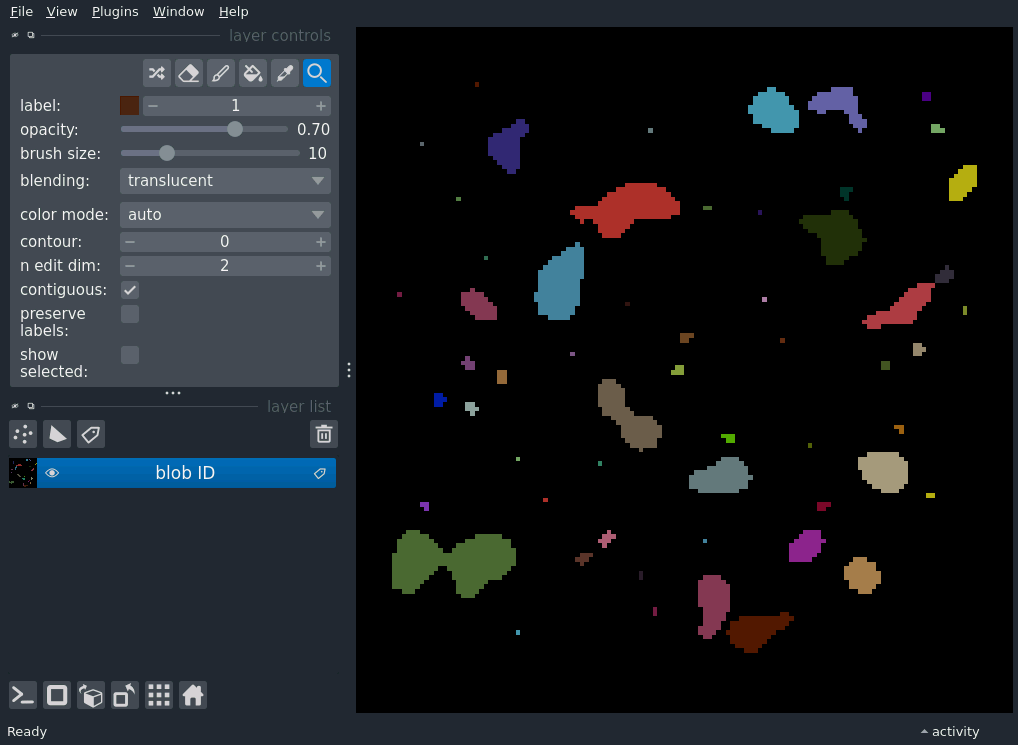 File View Plugins Window Help
layer controls
label: 1
opacity: 0.70
brush size: 10
blending: translucent
color mode: auto
contour: 0
n edit dim: 2
contiguous:
preserve
labels:
show
selected:
layer list
blob ID
Ready
activity